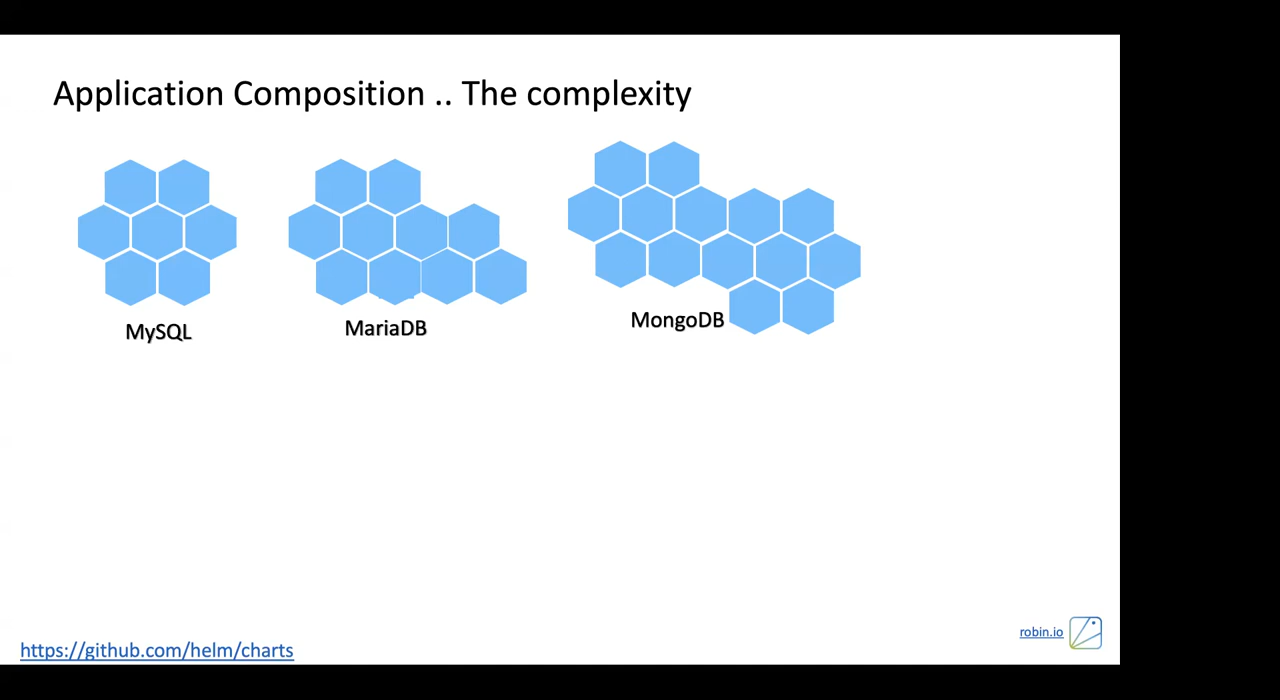 Application Composition .. The complexity
MySQL
MariaDB
MongoDB
robin.io
https://github.com/helm/charts